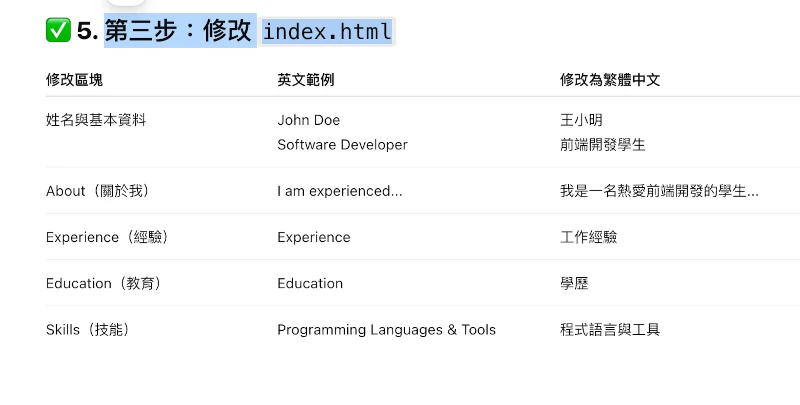 ✅ 5. 第三步：修改 index.html
修改區塊 英文範例 修改為繁體中文
姓名與基本資料 John Doe 王小明
Software Developer 前端開發學生
About（關於我） I am experienced... 我是一名熱愛前端開發的學生...
Experience（經驗） Experience 工作經驗
Education（教育） Education 學歷
Skills（技能） Programming Languages & Tools 程式語言與工具